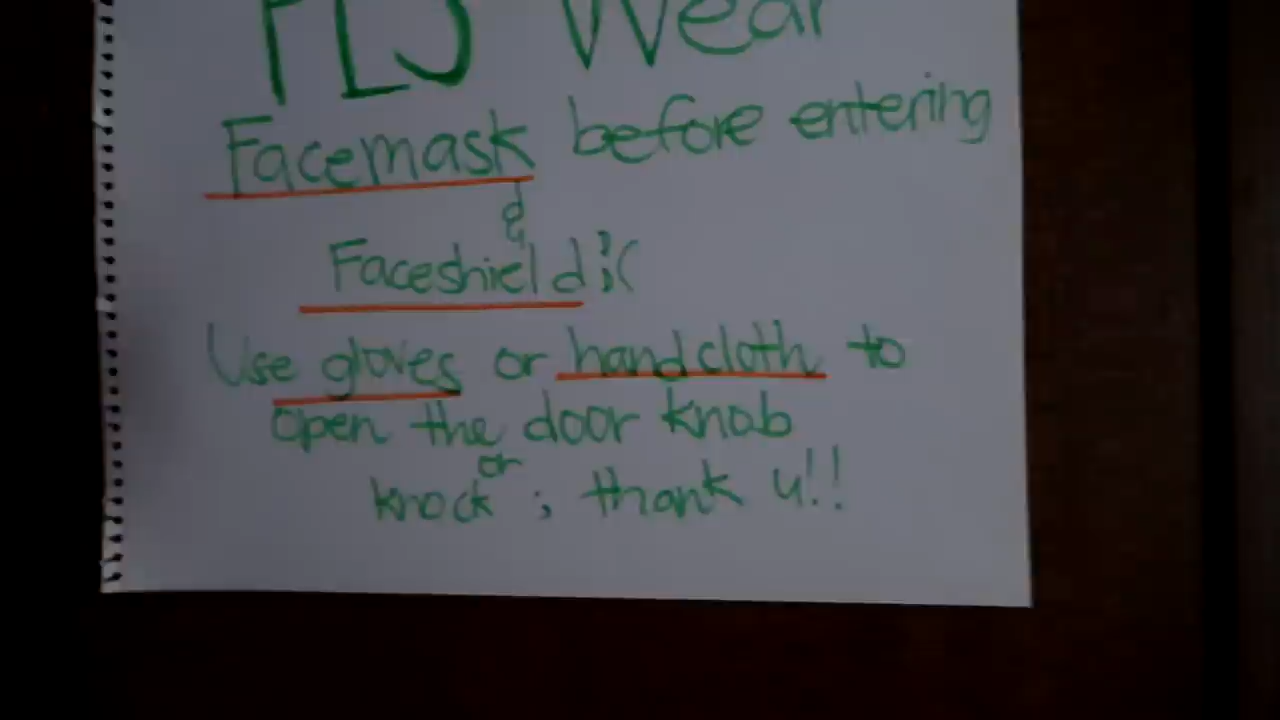 PLS Wear
Facemask before entering
&
Faceshield ;(
Use gloves or handcloth to
open the door knob
or
knock ; thank u!!